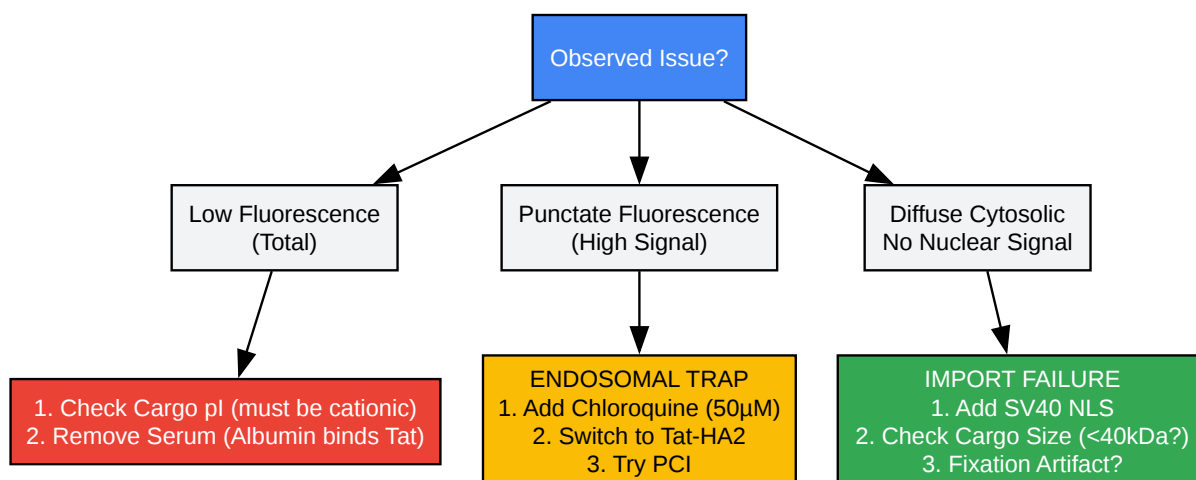 Observed Issue?
Low Fluorescence
(Total)
Punctate Fluorescence
(High Signal)
Diffuse Cytosolic
No Nuclear Signal
1. Check Cargo pI (must be cationic)
2. Remove Serum (Albumin binds Tat)
ENDOSOMAL TRAP
1. Add Chloroquine (50µM)
2. Switch to Tat-HA2
3. Try PCI
IMPORT FAILURE
1. Add SV40 NLS
2. Check Cargo Size (<40kDa?)
3. Fixation Artifact?